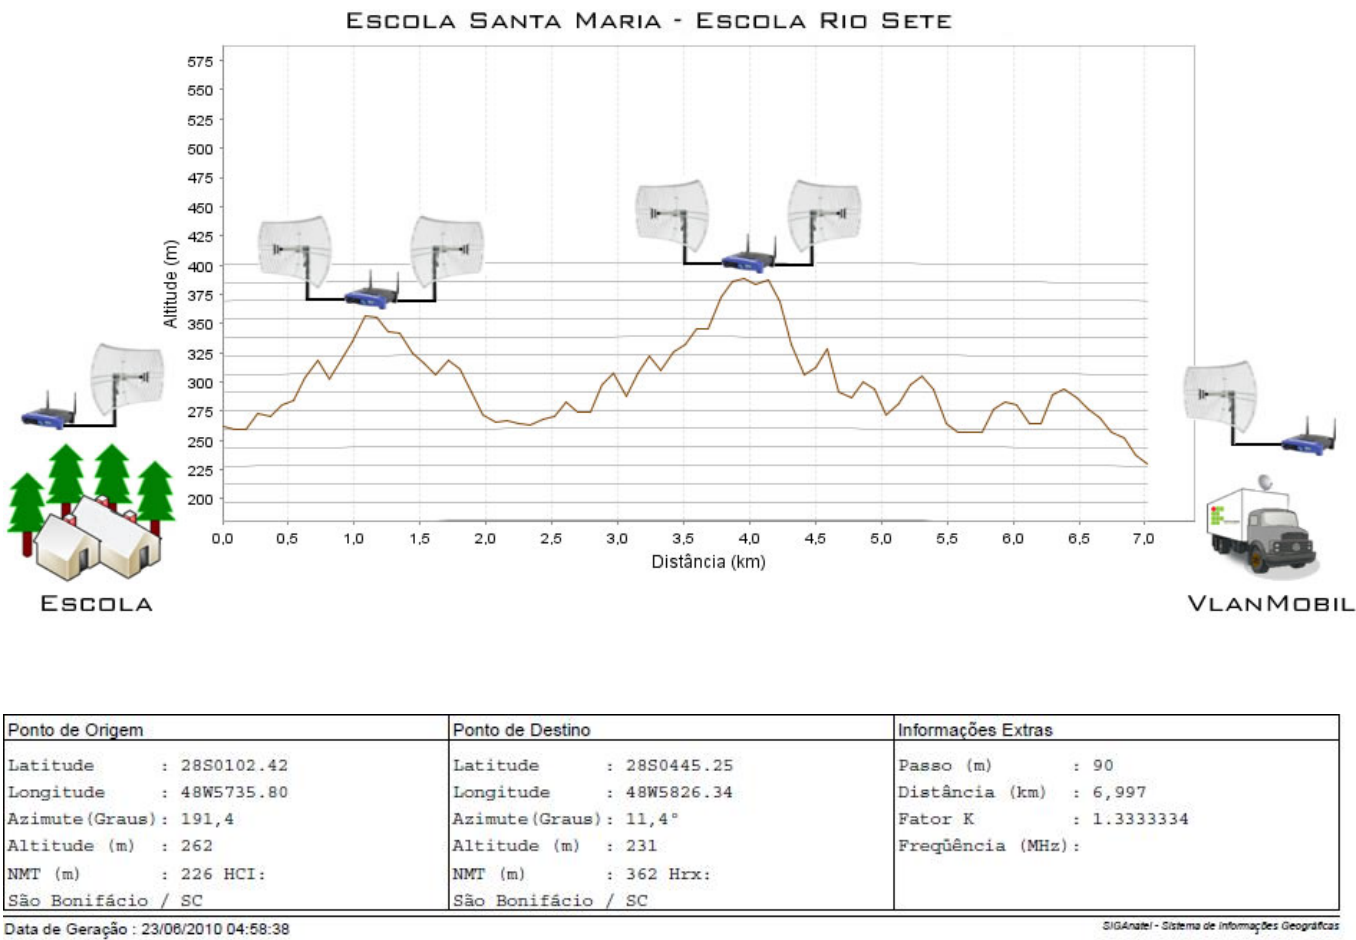 ESCOLA SANTA MARIA - ESCOLA RIO SETE
575
550
525
500
475
450
425
400
375
350
325
300
275
250
225
200
Altitude (m)
0,0 0,5 1,0 1,5 2,0 2,5 3,0 3,5 4,0 4,5 5,0 5,5 6,0 6,5 7,0
Distância (km)
ESCOLA
VLANMOBIL
Ponto de Origem
Latitude : 28S0102.42
Longitude : 48W5735.80
Azimute(Graus): 191,4
Altitude (m) : 262
NMT (m) : 226 HCI:
São Bonifácio / SC
Ponto de Destino
Latitude : 28S0445.25
Longitude : 48W5826.34
Azimute(Graus): 11,4°
Altitude (m) : 231
NMT (m) : 362 Hrx:
São Bonifácio / SC
Informações Extras
Passo (m) : 90
Distância (km) : 6,997
Fator K : 1.3333334
Freqüência (MHz):
Data de Geração : 23/06/2010 04:58:38
SIGAnatel - Sistema de Informações Geográficas